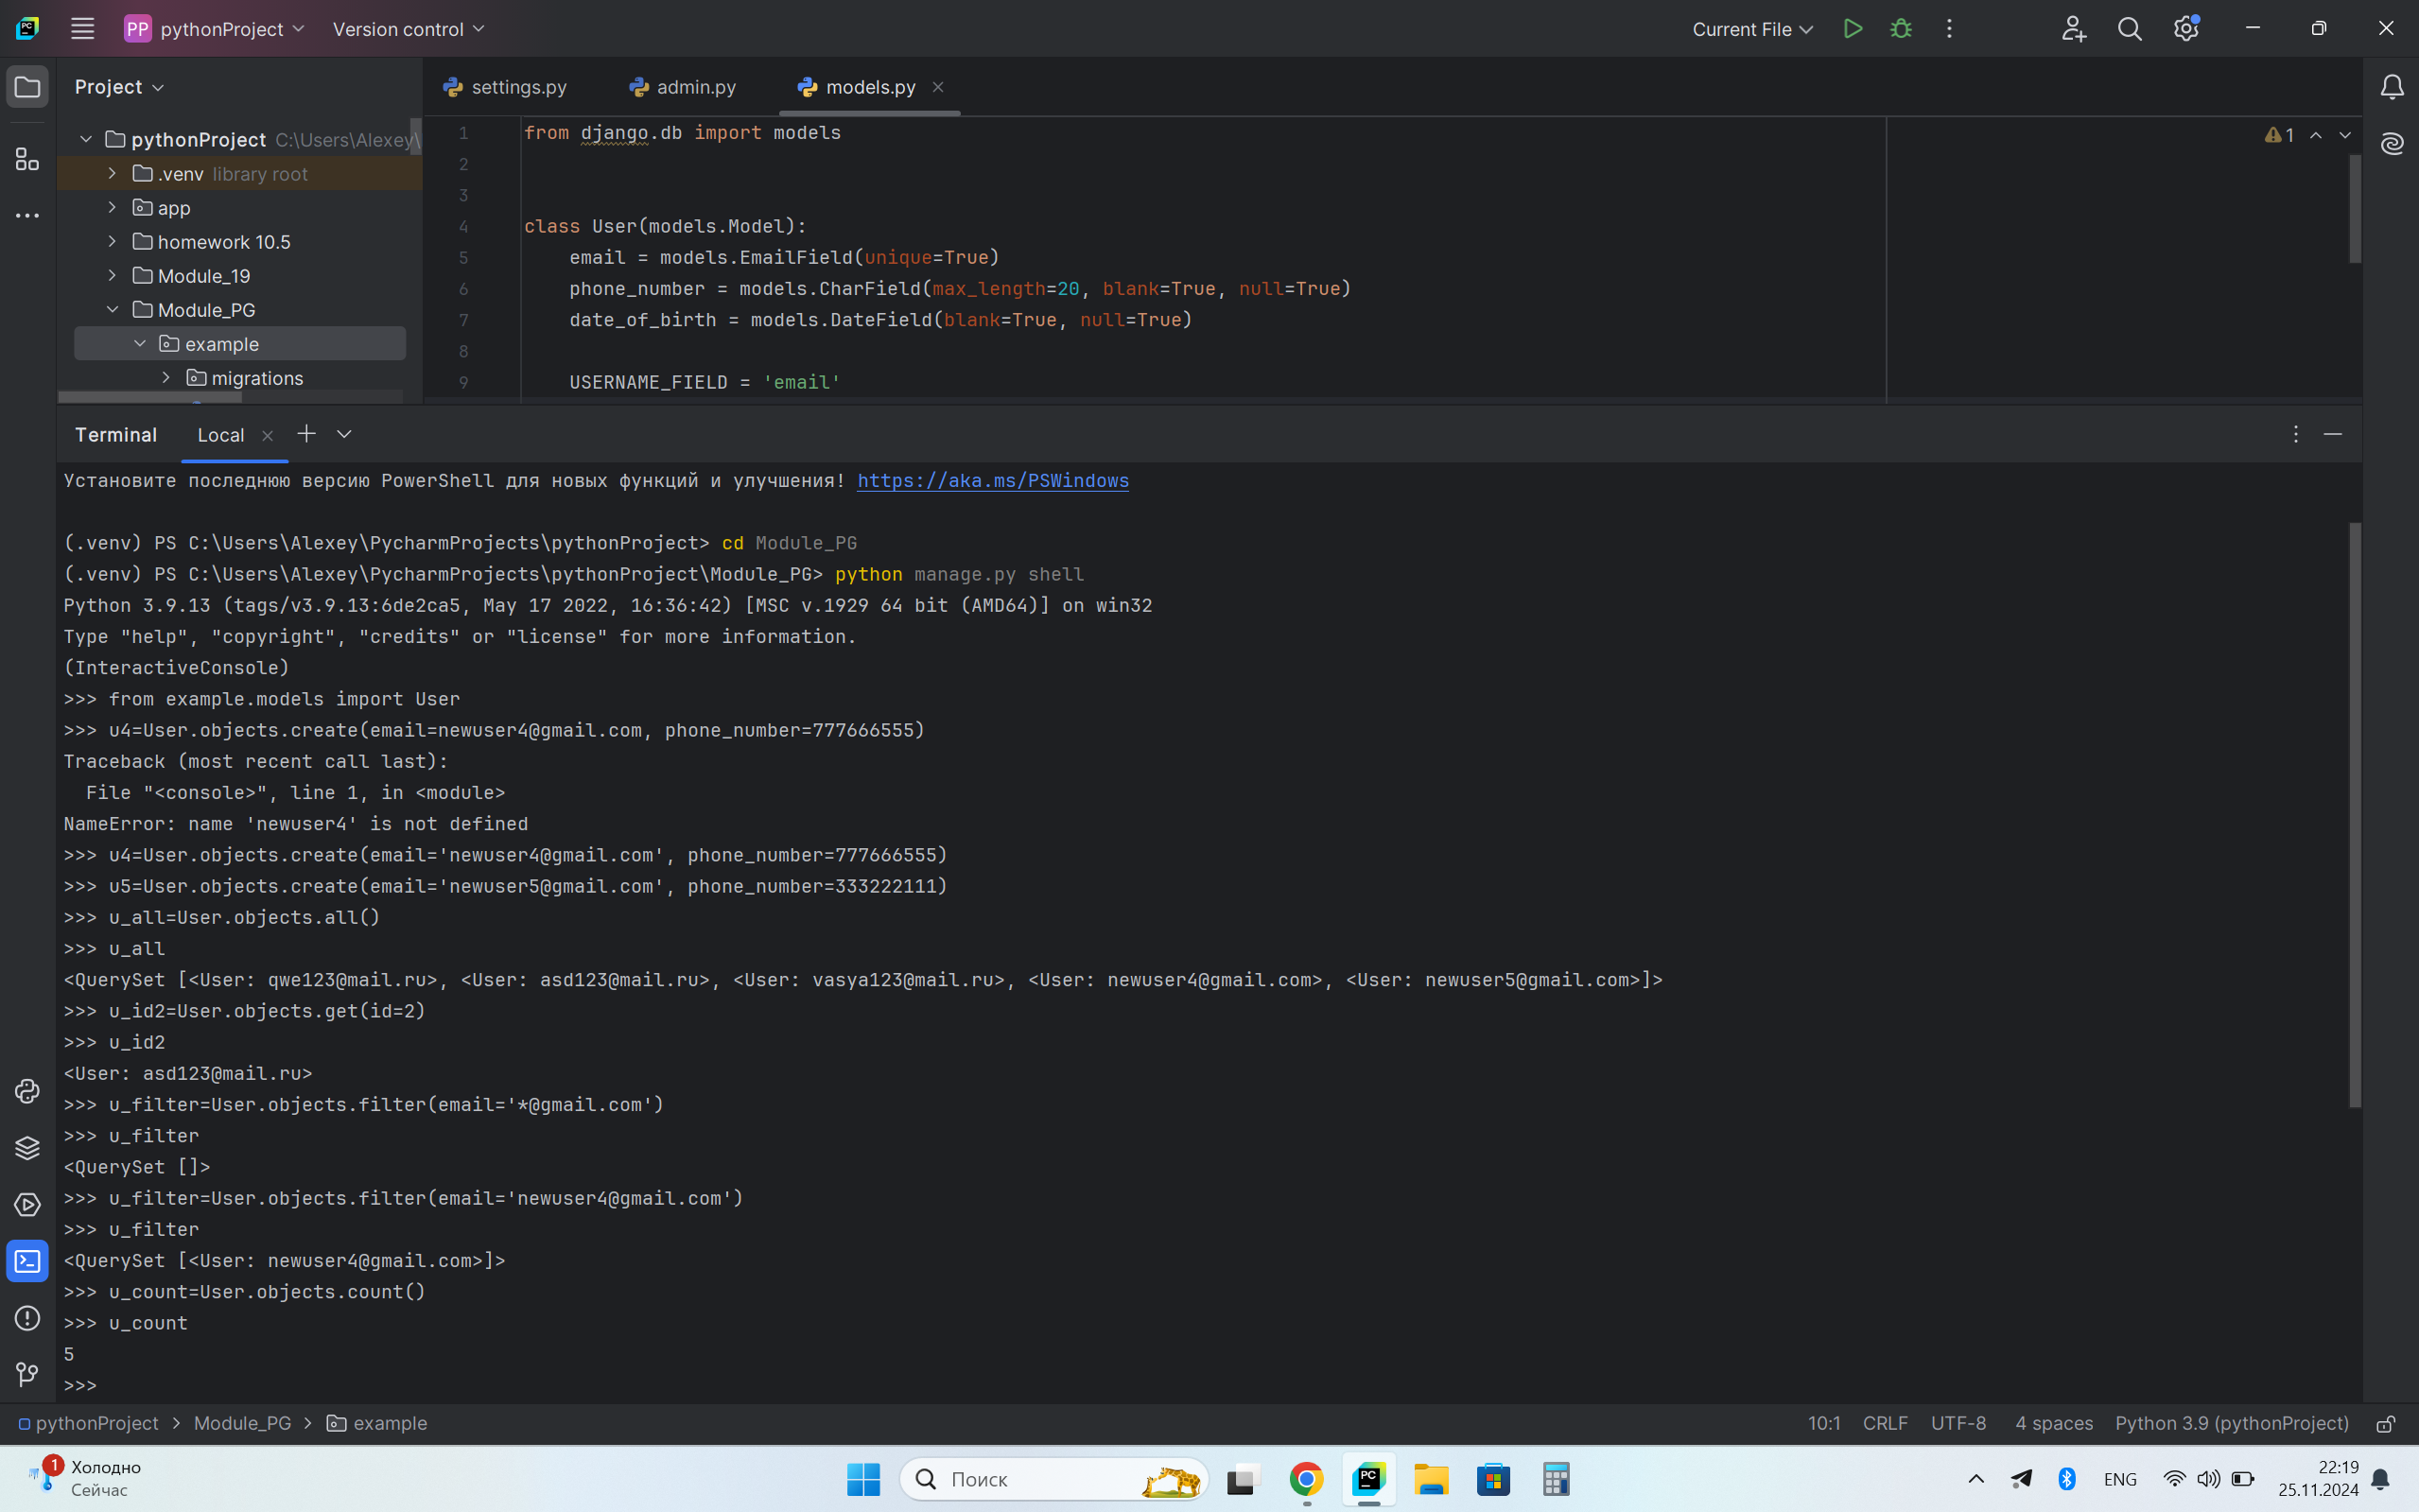 PP pythonProject Version control Current File
Project
settings.py admin.py models.py
pythonProject C:\Users\Alexey\
.venv library root
app
homework 10.5
Module_19
Module_PG
example
migrations
1 from django.db import models
2
3
4 class User(models.Model):
5 email = models.EmailField(unique=True)
6 phone_number = models.CharField(max_length=20, blank=True, null=True)
7 date_of_birth = models.DateField(blank=True, null=True)
8
9 USERNAME_FIELD = 'email'
1
Terminal Local
Установите последнюю версию PowerShell для новых функций и улучшения! https://aka.ms/PSWindows
(.venv) PS C:\Users\Alexey\PycharmProjects\pythonProject> cd Module_PG
(.venv) PS C:\Users\Alexey\PycharmProjects\pythonProject\Module_PG> python manage.py shell
Python 3.9.13 (tags/v3.9.13:6de2ca5, May 17 2022, 16:36:42) [MSC v.1929 64 bit (AMD64)] on win32
Type "help", "copyright", "credits" or "license" for more information.
(InteractiveConsole)
>>> from example.models import User
>>> u4=User.objects.create(email=newuser4@gmail.com, phone_number=777666555)
Traceback (most recent call last):
File "<console>", line 1, in <module>
NameError: name 'newuser4' is not defined
>>> u4=User.objects.create(email='newuser4@gmail.com', phone_number=777666555)
>>> u5=User.objects.create(email='newuser5@gmail.com', phone_number=333222111)
>>> u_all=User.objects.all()
>>> u_all
<QuerySet [<User: qwe123@mail.ru>, <User: asd123@mail.ru>, <User: vasya123@mail.ru>, <User: newuser4@gmail.com>, <User: newuser5@gmail.com>]>
>>> u_id2=User.objects.get(id=2)
>>> u_id2
<User: asd123@mail.ru>
>>> u_filter=User.objects.filter(email='*@gmail.com')
>>> u_filter
<QuerySet []>
>>> u_filter=User.objects.filter(email='newuser4@gmail.com')
>>> u_filter
<QuerySet [<User: newuser4@gmail.com>]>
>>> u_count=User.objects.count()
>>> u_count
5
>>>
pythonProject > Module_PG > example 10:1 CRLF UTF-8 4 spaces Python 3.9 (pythonProject)
1 Холодно
Сейчас
Поиск
ENG
22:19
25.11.2024